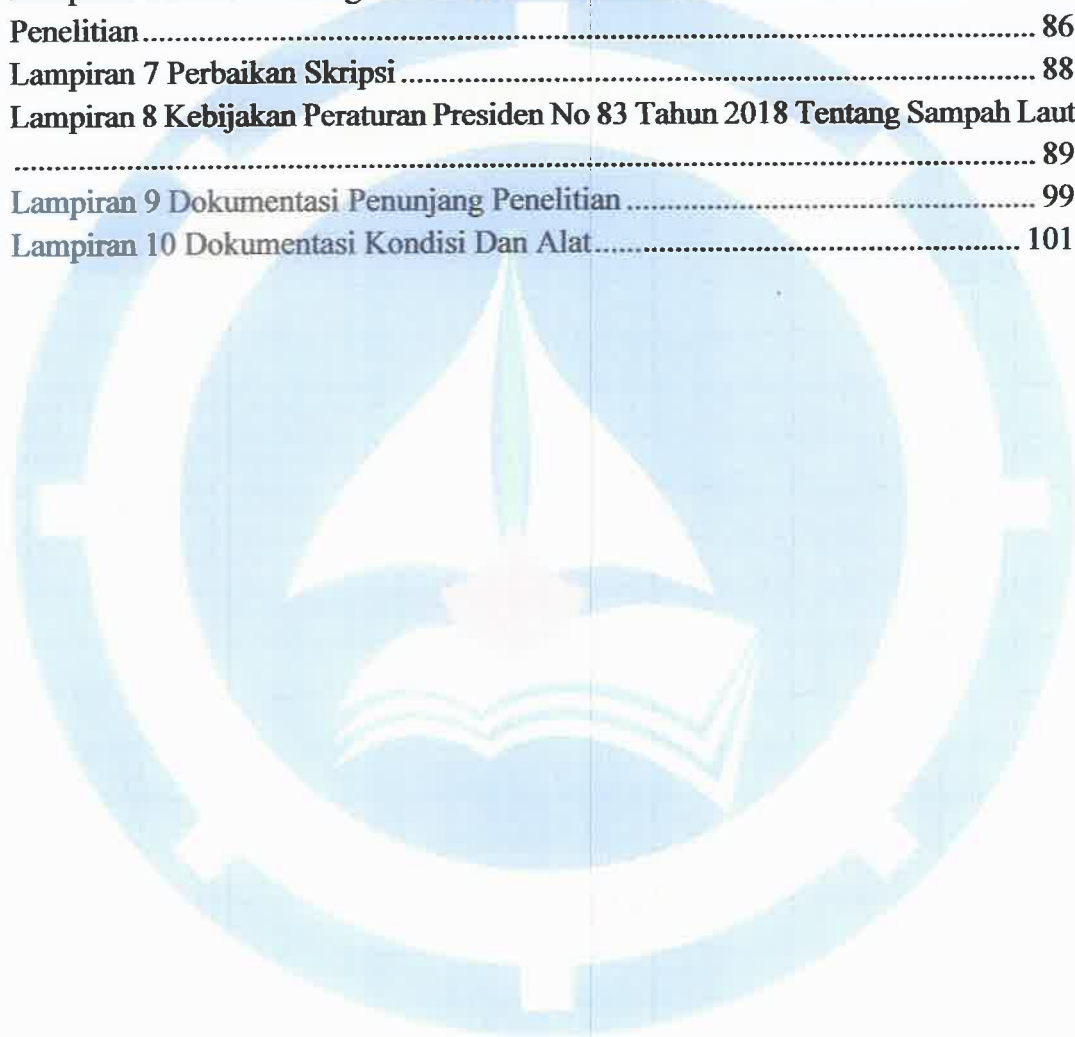 Penelitian ........ 86
Lampiran 7 Perbaikan Skripsi ........ 88
Lampiran 8 Kebijakan Peraturan Presiden No 83 Tahun 2018 Tentang Sampah Laut
........ 89
Lampiran 9 Dokumentasi Penunjang Penelitian ........ 99
Lampiran 10 Dokumentasi Kondisi Dan Alat ........ 101